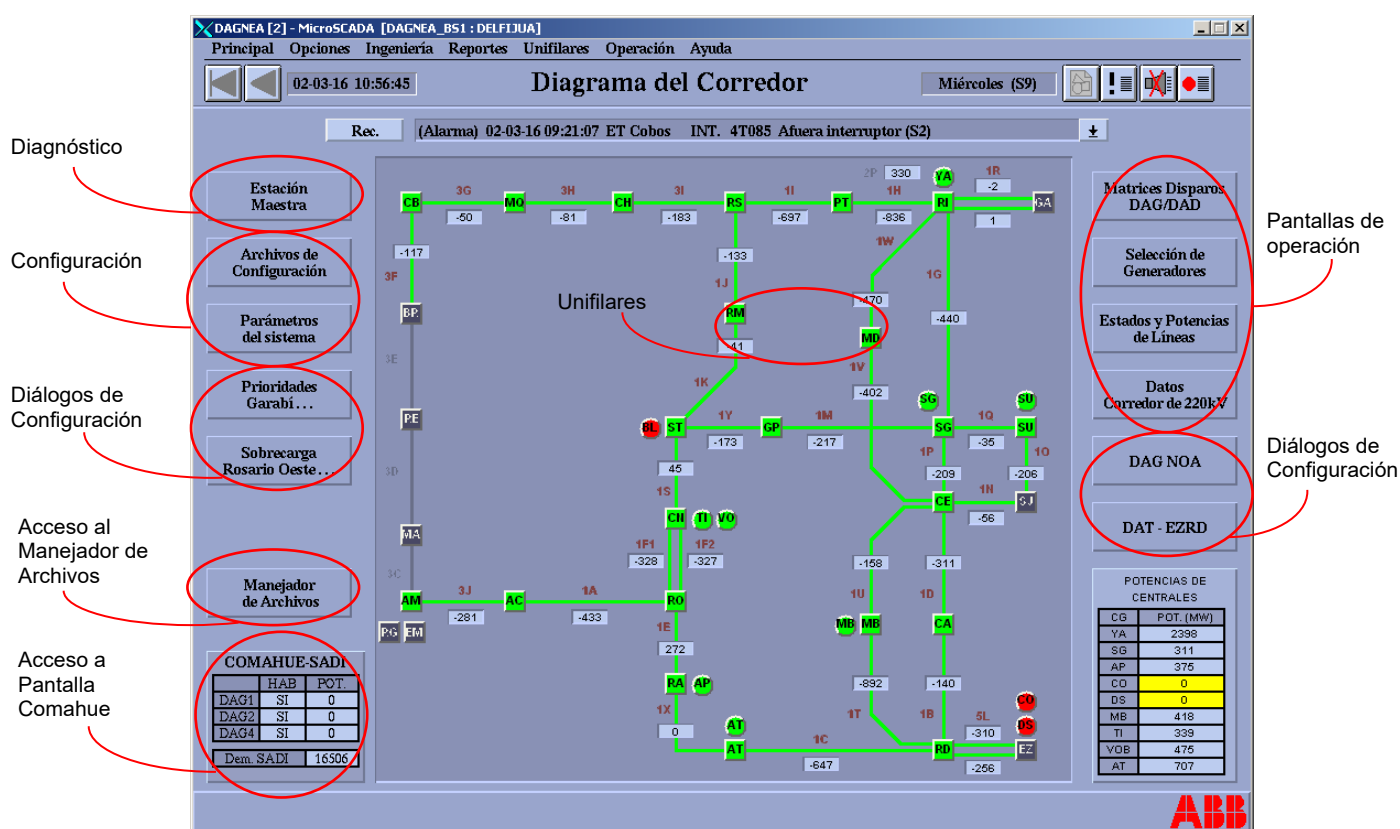 DAGNEA [2] - MicroSCADA [DAGNEA_BS1 : DELFIJUA]
Principal Opciones Ingeniería Reportes Unifilares Operación Ayuda
02-03-16 10:56:45
Diagrama del Corredor
Miércoles (S9)
Rec.
(Alarma) 02-03-16 09:21:07 ET Cobos INT. 4T085 Afuera interruptor (S2)
Diagnóstico
Configuración
Diálogos de
Configuración
Acceso al
Manejador de
Archivos
Acceso a
Pantalla
Comahue
Estación
Maestra
Archivos de
Configuración
Parámetros
del sistema
Prioridades
Garabí...
Sobrecarga
Rosario Oeste...
Manejador
de Archivos
COMAHUE-SADI
HAB POT.
DAG1 SI 0
DAG2 SI 0
DAG4 SI 0
Dem. SADI 16506
2P 330 YA 1R
-2
3G 3H 3I 1I 1H
CB MQ CH RS PT RI GA
-50 -81 -183 -697 -836 1
-117 -133 1W
3F 1J 1G
Unifilares
-470
BR RM -440
MD
-41
3E 1V
1K -402
SG SU
PE 1Y 1M 1Q
BL ST GP SG SU
-173 -217 -35
1P 1O
3D 45 -209 -206
1S 1N
CE SJ
CH TI VO -56
MA 1F1 1F2
-328 -327 -158 -311
3C 3J 1A 1U 1D
AM AC RO
-281 -433
RG EM 1E MB MB CA
272
RA AP -892 -140
1X CO
AT 1T 1B 5L DS
0 -310
AT 1C RD EZ
-647 -256
Matrices Disparos
DAG/DAD
Selección de
Generadores
Estados y Potencias
de Líneas
Datos
Corredor de 220kV
DAG NOA
DAT - EZRD
POTENCIAS DE
CENTRALES
CG POT. (MW)
YA 2398
SG 311
AP 375
CO 0
DS 0
MB 418
TI 339
VOB 475
AT 707
Pantallas de
operación
Diálogos de
Configuración
ABB